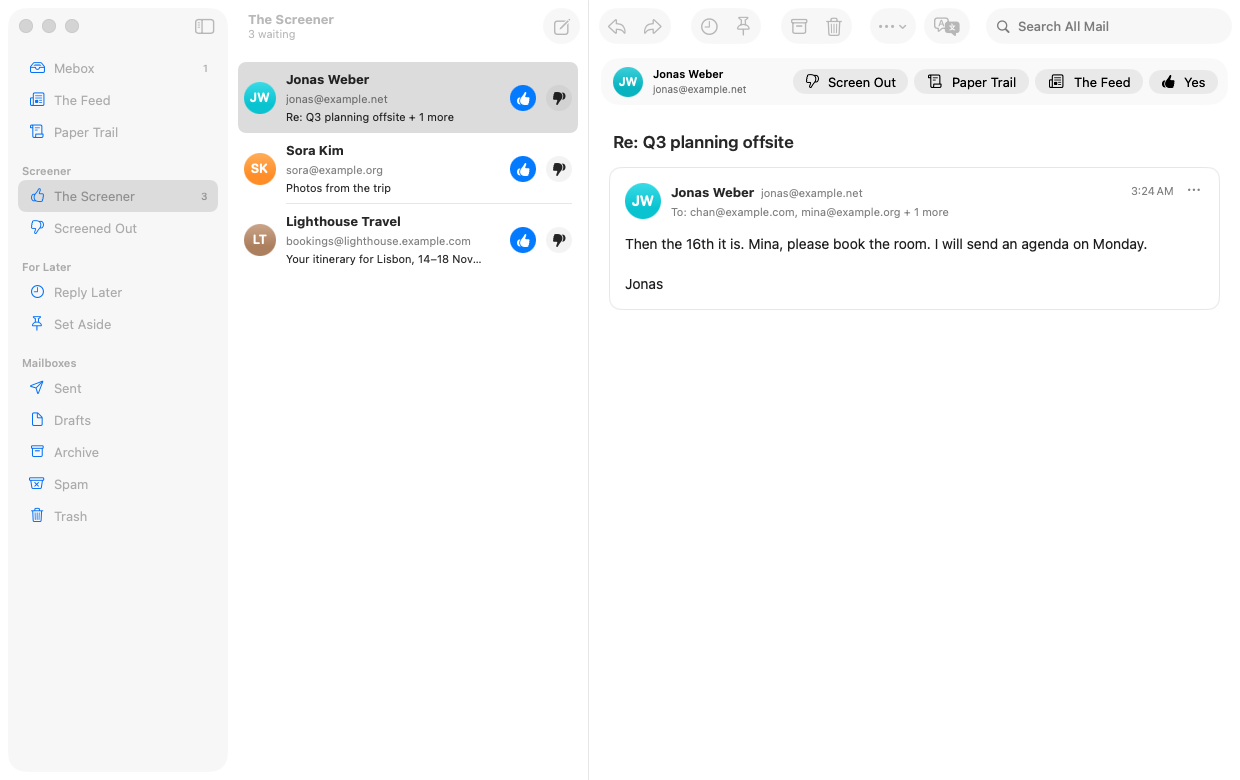 Mebox 1
The Feed
Paper Trail
Screener
The Screener 3
Screened Out
For Later
Reply Later
Set Aside
Mailboxes
Sent
Drafts
Archive
Spam
Trash
The Screener
3 waiting
JW
Jonas Weber
jonas@example.net
Re: Q3 planning offsite + 1 more
SK
Sora Kim
sora@example.org
Photos from the trip
LT
Lighthouse Travel
bookings@lighthouse.example.com
Your itinerary for Lisbon, 14–18 Nov...
Search All Mail
JW
Jonas Weber
jonas@example.net
Screen Out
Paper Trail
The Feed
Yes
Re: Q3 planning offsite
JW
Jonas Weber jonas@example.net
3:24 AM
To: chan@example.com, mina@example.org + 1 more
Then the 16th it is. Mina, please book the room. I will send an agenda on Monday.
Jonas